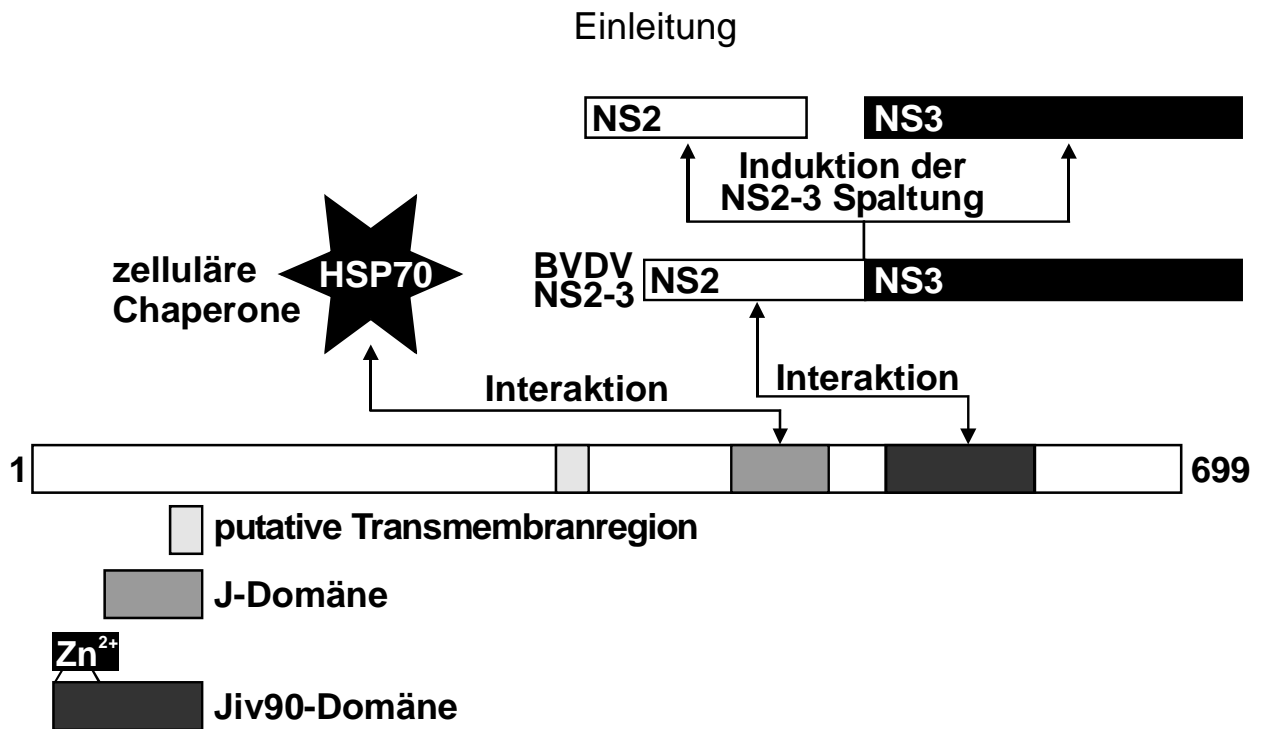 Einleitung
NS2 NS3
Induktion der
NS2-3 Spaltung
zelluläre
Chaperone
HSP70
BVDV
NS2-3
NS2 NS3
Interaktion
Interaktion
1
699
putative Transmembranregion
J-Domäne
Zn²⁺
Jiv90-Domäne